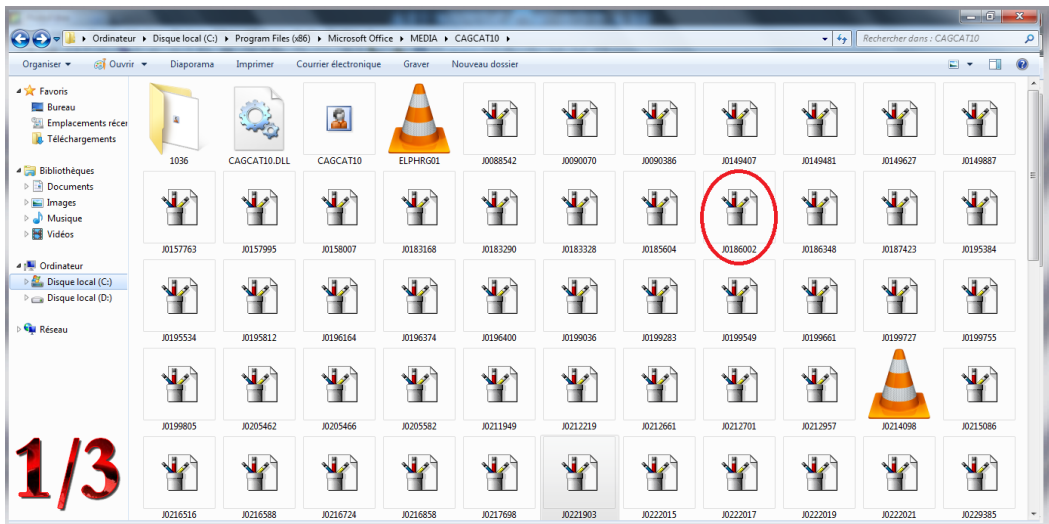 Ordinateur ▸ Disque local (C:) ▸ Program Files (x86) ▸ Microsoft Office ▸ MEDIA ▸ CAGCAT10 ▸
Rechercher dans : CAGCAT10
Organiser Ouvrir Diaporama Imprimer Courrier électronique Graver Nouveau dossier
Favoris
Bureau
Emplacements récer
Téléchargements
Bibliothèques
Documents
Images
Musique
Vidéos
Ordinateur
Disque local (C:)
Disque local (D:)
Réseau
1036 CAGCAT10.DLL CAGCAT10 ELPHRG01 J0088542 J0090070 J0090386 J0149407 J0149481 J0149627 J0149887
J0157763 J0157995 J0158007 J0183168 J0183290 J0183328 J0185604 J0186002 J0186348 J0187423 J0195384
J0195534 J0195812 J0196164 J0196374 J0196400 J0199036 J0199283 J0199549 J0199661 J0199727 J0199755
J0199805 J0205462 J0205466 J0205582 J0211949 J0212219 J0212661 J0212701 J0212957 J0214098 J0215086
J0216516 J0216588 J0216724 J0216858 J0217698 J0221903 J0222015 J0222017 J0222019 J0222021 J0229385
1/3